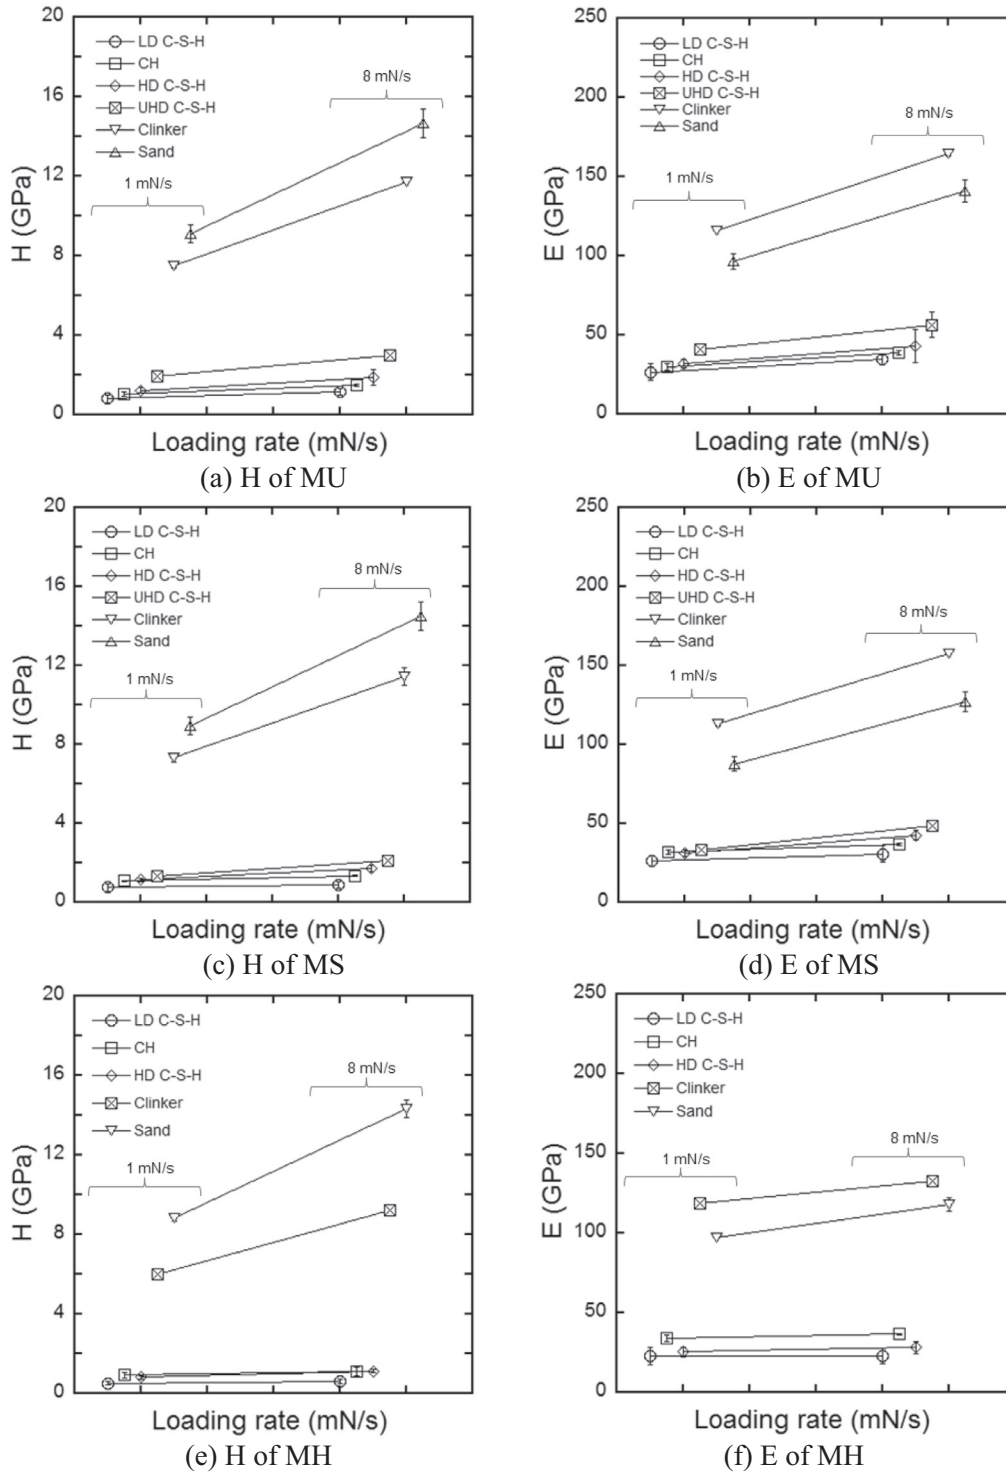 20
16
12
8
4
0
H (GPa)
LD C-S-H
CH
HD C-S-H
UHD C-S-H
Clinker
Sand
1 mN/s
8 mN/s
Loading rate (mN/s)
(a) H of MU
250
200
150
100
50
0
E (GPa)
LD C-S-H
CH
HD C-S-H
UHD C-S-H
Clinker
Sand
1 mN/s
8 mN/s
Loading rate (mN/s)
(b) E of MU
20
16
12
8
4
0
H (GPa)
LD C-S-H
CH
HD C-S-H
UHD C-S-H
Clinker
Sand
1 mN/s
8 mN/s
Loading rate (mN/s)
(c) H of MS
250
200
150
100
50
0
E (GPa)
LD C-S-H
CH
HD C-S-H
UHD C-S-H
Clinker
Sand
1 mN/s
8 mN/s
Loading rate (mN/s)
(d) E of MS
20
16
12
8
4
0
H (GPa)
LD C-S-H
CH
HD C-S-H
Clinker
Sand
1 mN/s
8 mN/s
Loading rate (mN/s)
(e) H of MH
250
200
150
100
50
0
E (GPa)
LD C-S-H
CH
HD C-S-H
Clinker
Sand
1 mN/s
8 mN/s
Loading rate (mN/s)
(f) E of MH